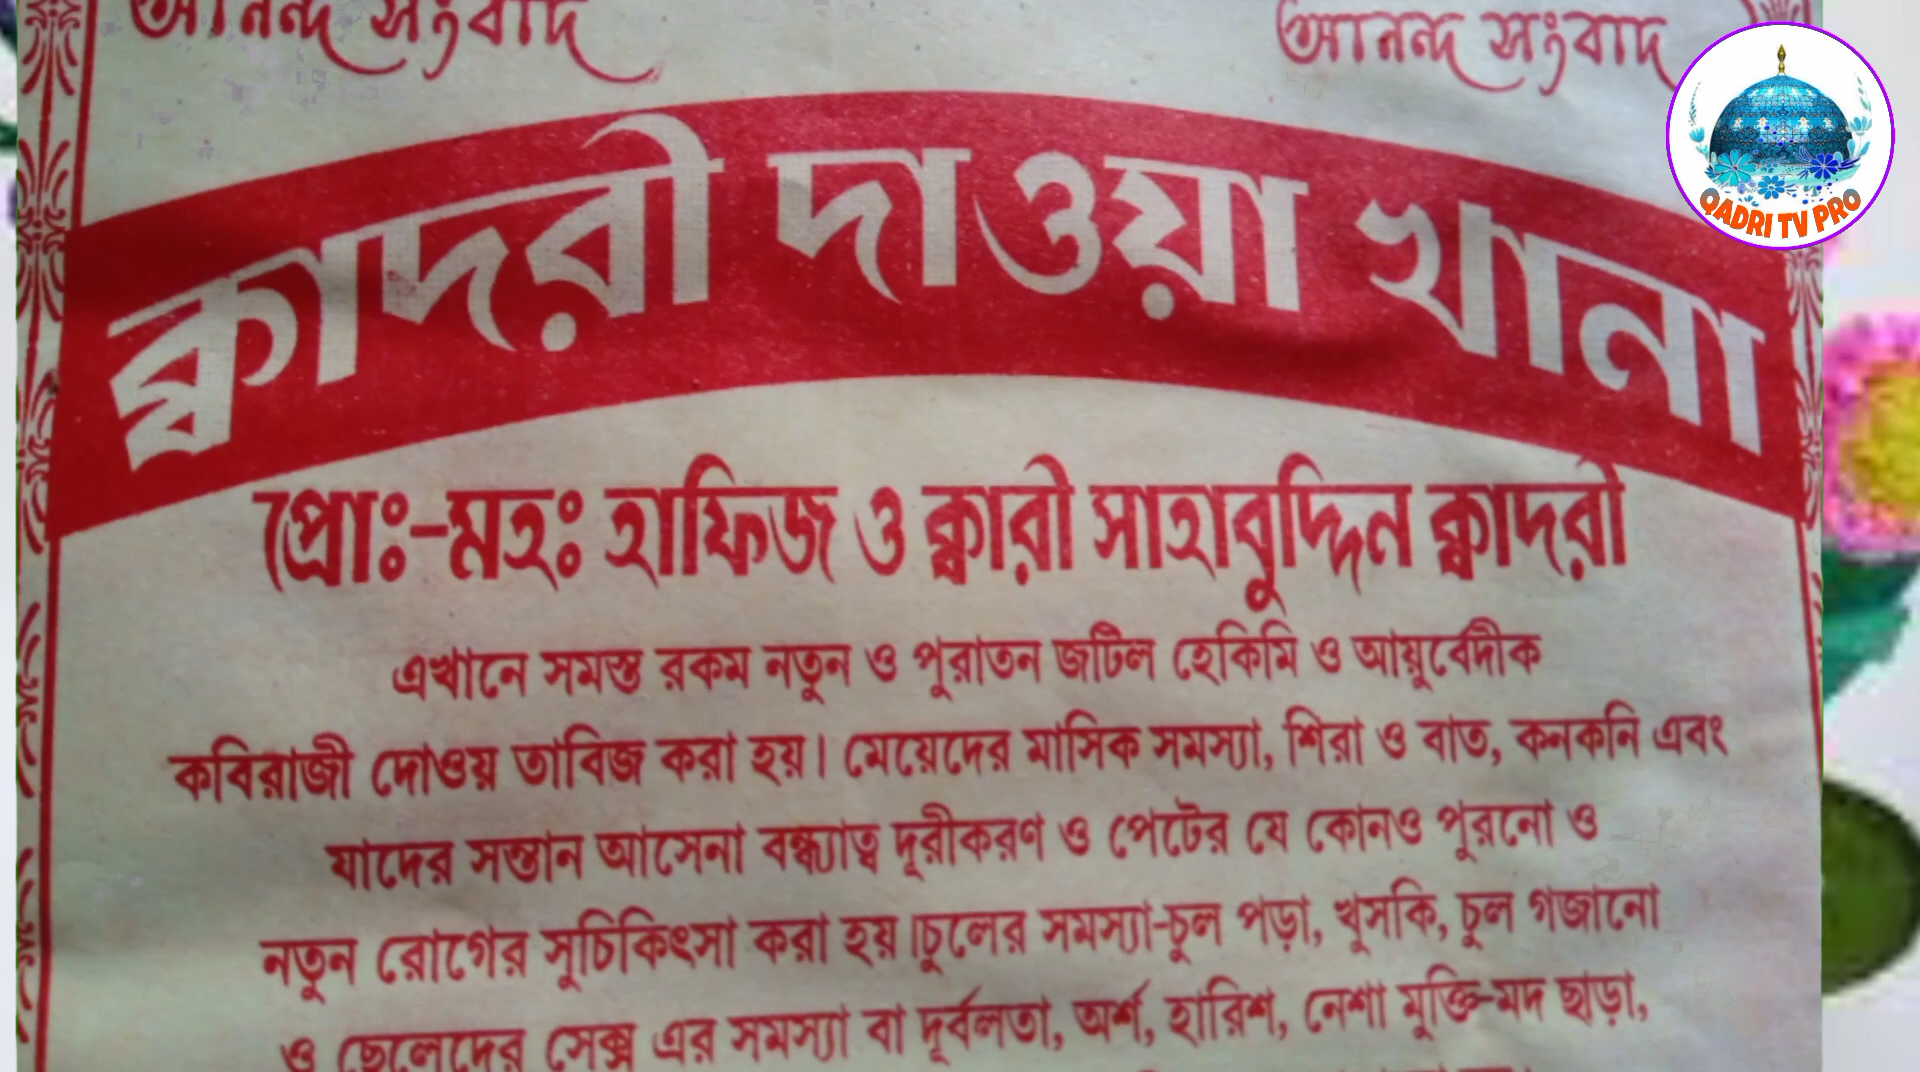 আনন্দ সংবাদ আনন্দ সংবাদ
QADRI TV PRO
ক্বাদরী দাওয়া খানা
প্রোঃ-মহঃ হাফিজ ও ক্বারী সাহাবুদ্দিন ক্বাদরী
এখানে সমস্ত রকম নতুন ও পুরাতন জটিল হেকিমি ও আয়ুর্বেদীক
কবিরাজী দোওয় তাবিজ করা হয়। মেয়েদের মাসিক সমস্যা, শিরা ও বাত, কনকনি এবং
যাদের সন্তান আসেনা বন্ধ্যাত্ব দূরীকরণ ও পেটের যে কোনও পুরনো ও
নতুন রোগের সুচিকিৎসা করা হয়।চুলের সমস্যা-চুল পড়া, খুসকি, চুল গজানো
ও ছেলেদের সেক্স এর সমস্যা বা দূর্বলতা, অর্শ, হারিশ, নেশা মুক্তি-মদ ছাড়া,